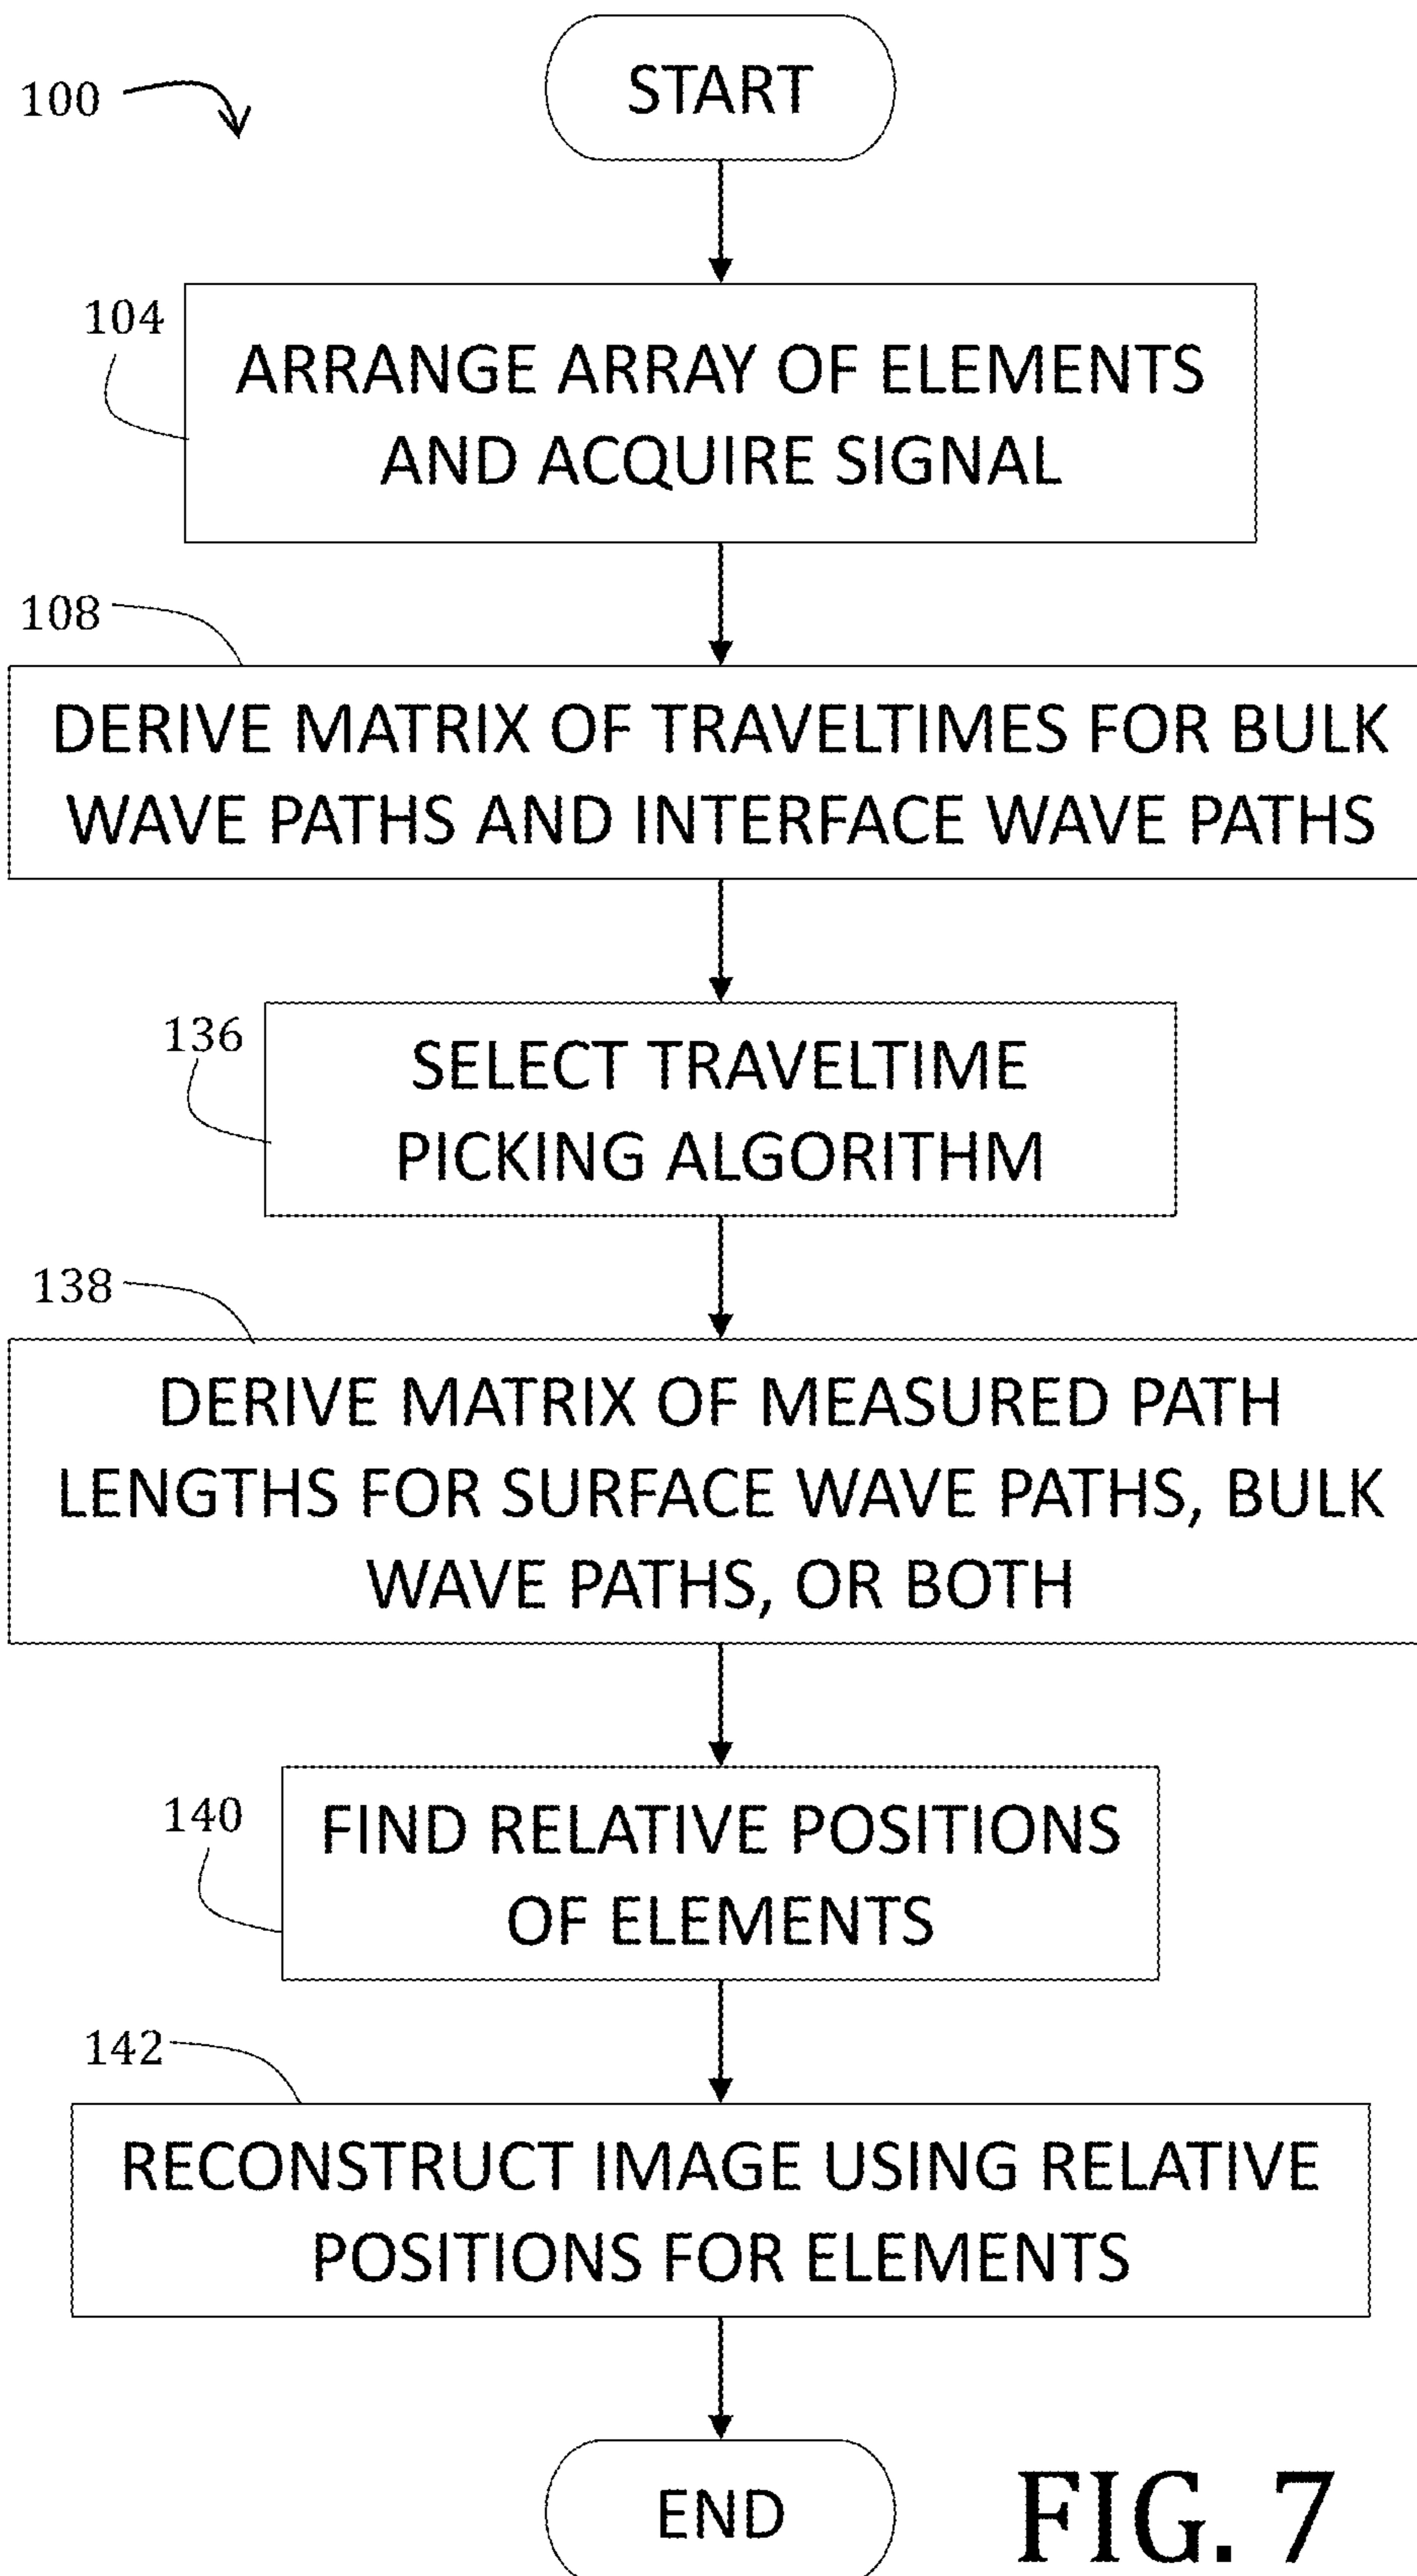 100
START
104
ARRANGE ARRAY OF ELEMENTS
AND ACQUIRE SIGNAL
108
DERIVE MATRIX OF TRAVELTIMES FOR BULK
WAVE PATHS AND INTERFACE WAVE PATHS
136
SELECT TRAVELTIME
PICKING ALGORITHM
138
DERIVE MATRIX OF MEASURED PATH
LENGTHS FOR SURFACE WAVE PATHS, BULK
WAVE PATHS, OR BOTH
140
FIND RELATIVE POSITIONS
OF ELEMENTS
142
RECONSTRUCT IMAGE USING RELATIVE
POSITIONS FOR ELEMENTS
END
FIG. 7